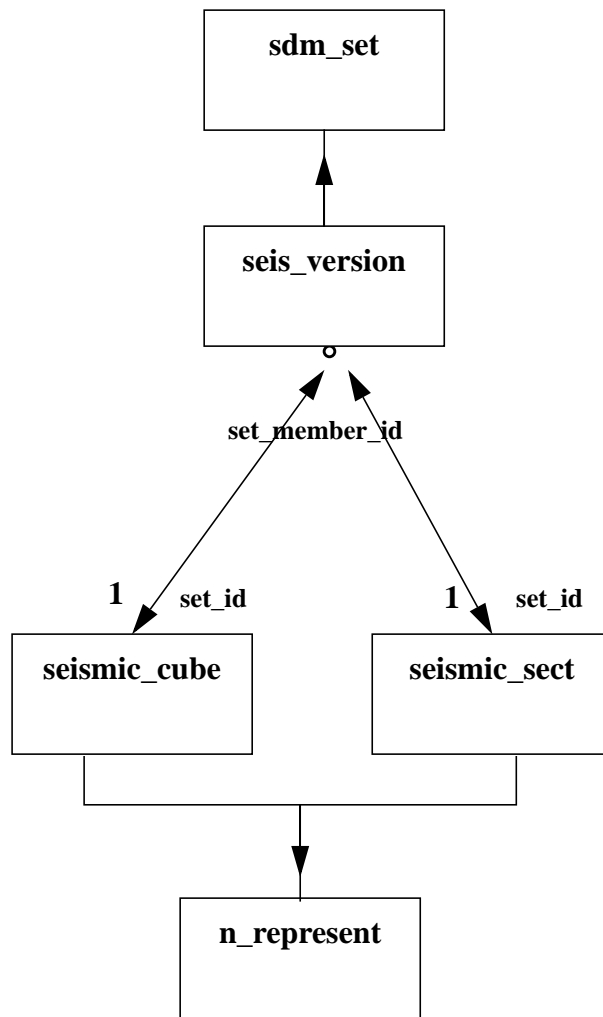 sdm_set
seis_version
set_member_id
1 set_id 1 set_id
seismic_cube seismic_sect
n_represent